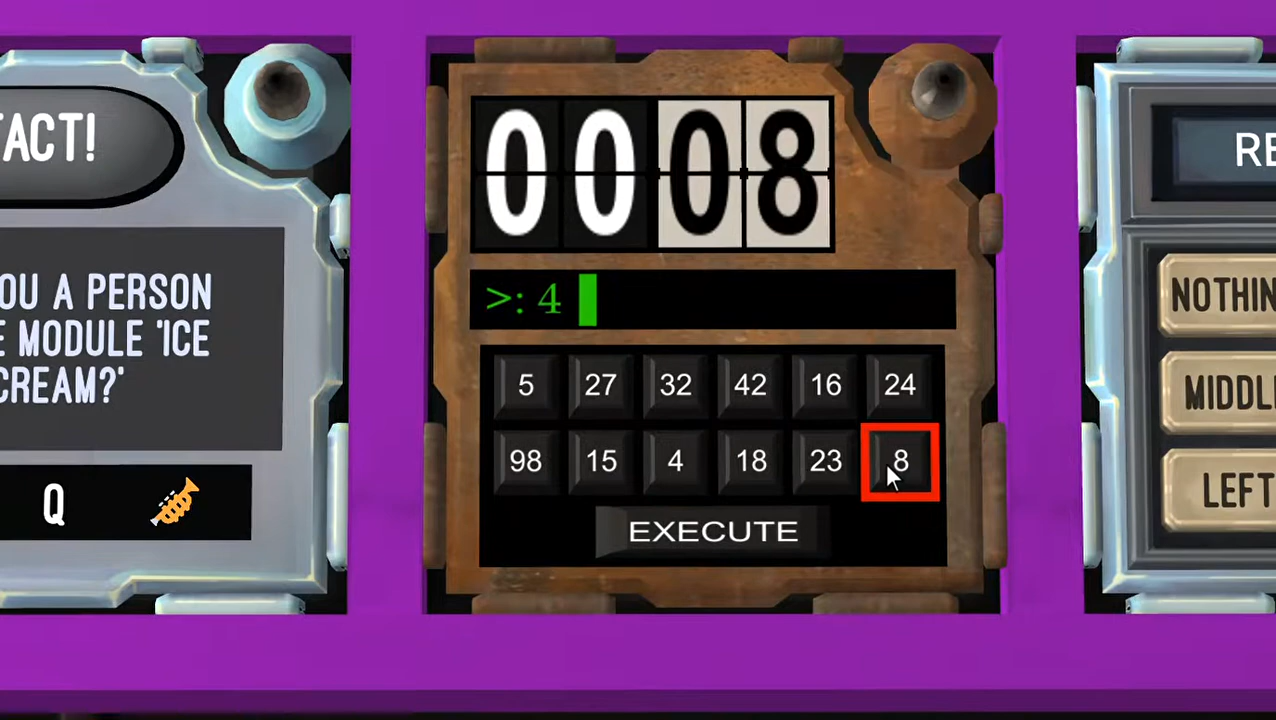 TACT!
OU A PERSON
E MODULE 'ICE
CREAM?'
Q
0008
>: 4
5 27 32 42 16 24
98 15 4 18 23 8
EXECUTE
RE
NOTHIN
MIDDL
LEFT